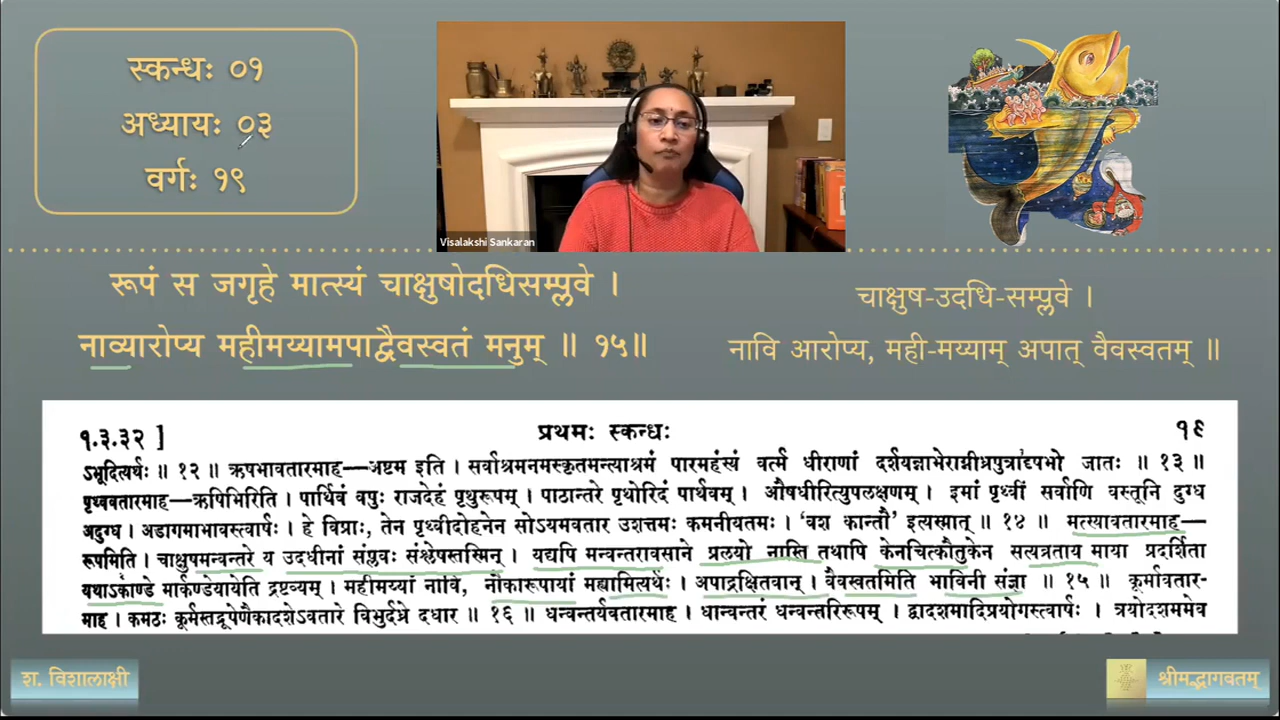 स्कन्धः ०१
अध्यायः ०३
वर्गः १९
Visalakshi Sankaran
रूपं स जगृहे मात्स्यं चाक्षुषोदधिसम्प्लवे ।
नाव्यारोप्य महीमय्यामपाद्वैवस्वतं मनुम् ॥ १५॥
चाक्षुष-उदधि-सम्प्लवे ।
नावि आरोप्य, मही-मय्याम् अपात् वैवस्वतम् ॥
१.३.३२ ]
प्रथमः स्कन्धः
१९
ऽभूदित्यर्थः ॥ १२ ॥ ऋषभावतारमाह—अष्टम इति । सर्वाश्रमनमस्कृतमन्त्याश्रमं पारमहंस्यं वर्त्म धीराणां दर्शयन्नाभेराग्नीध्रपुत्रादृषभो जातः ॥ १३ ॥
पृथ्ववतारमाह—ऋषिभिरिति । पार्थिवं वपुः राजदेहं पृथुरूपम् । पाठान्तरे पृथोरिदं पार्थवम् । औषधीरित्युपलक्षणम् । इमां पृथ्वीं सर्वाणि वस्तूनि दुग्ध
अदुग्ध । अडागमाभावस्त्वार्षः । हे विप्राः, तेन पृथ्वीदोहनेन सोऽयमवतार उशत्तमः कमनीयतमः । 'वश कान्तौ' इत्यस्मात् ॥ १४ ॥ मत्स्यावतारमाह—
रूपमिति । चाक्षुषमन्वन्तरे य उदधीनां संप्लवः संश्लेषस्तस्मिन् । यद्यपि मन्वन्तरावसाने प्रलयो नास्ति तथापि केनचित्कौतुकेन सत्यव्रताय माया प्रदर्शिता
यथाऽकाण्डे मार्कण्डेयायेति द्रष्टव्यम् । महीमय्यां नावि, नौकारूपायां मह्यामित्यर्थः । अपाद्रक्षितवान् । वैवस्वतमिति भाविनी संज्ञा ॥ १५ ॥ कूर्मावतार-
माह । कमठः कूर्मस्तद्रूपेणैकादशेऽवतारे विभुर्दध्रे दधार ॥ १६ ॥ धन्वन्तर्यवतारमाह । धान्वन्तरं धन्वन्तरिरूपम् । द्वादशमादिप्रयोगस्त्वार्षः । त्रयोदशममेव
श. विशालाक्षी
श्रीमद्भागवतम्